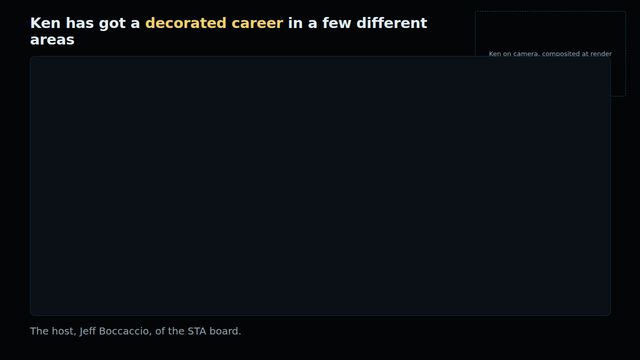 Ken has got a decorated career in a few different
areas
Ken on camera, composited at render
The host, Jeff Boccaccio, of the STA board.